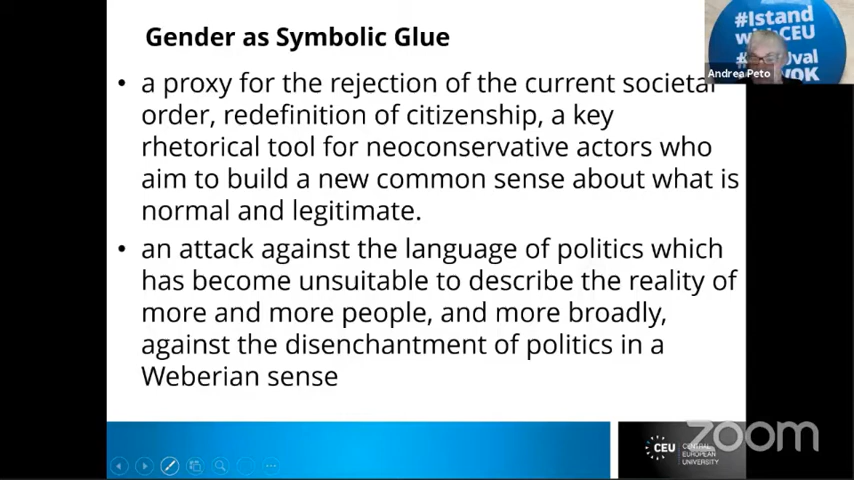 Gender as Symbolic Glue
• a proxy for the rejection of the current societal
order, redefinition of citizenship, a key
rhetorical tool for neoconservative actors who
aim to build a new common sense about what is
normal and legitimate.
• an attack against the language of politics which
has become unsuitable to describe the reality of
more and more people, and more broadly,
against the disenchantment of politics in a
Weberian sense
#Istand
CEU
Andrea Peto
CEU
CENTRAL
EUROPEAN
UNIVERSITY
zoom